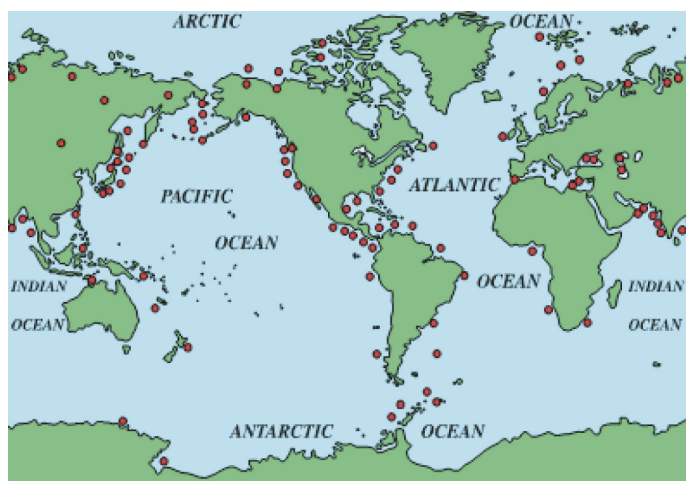 ARCTIC OCEAN
PACIFIC
ATLANTIC
OCEAN
INDIAN OCEAN INDIAN
OCEAN OCEAN
ANTARCTIC OCEAN